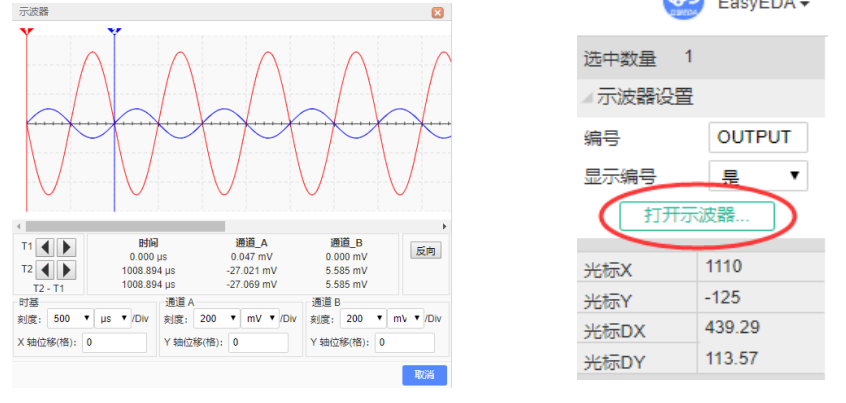 示波器
时间 通道_A 通道_B
T1 0.000 μs 0.047 mV 0.000 mV
T2 1008.894 μs -27.021 mV 5.585 mV
T2 - T1 1008.894 μs -27.069 mV 5.585 mV
反向
时基 通道 A 通道 B
刻度: 500 μs /Div 刻度: 200 mV /Div 刻度: 200 mV /Div
X 轴位移(格): 0 Y 轴位移(格): 0 Y 轴位移(格): 0
取消
EasyEDA
选中数量 1
示波器设置
编号 OUTPUT
显示编号 是
打开示波器...
光标X 1110
光标Y -125
光标DX 439.29
光标DY 113.57